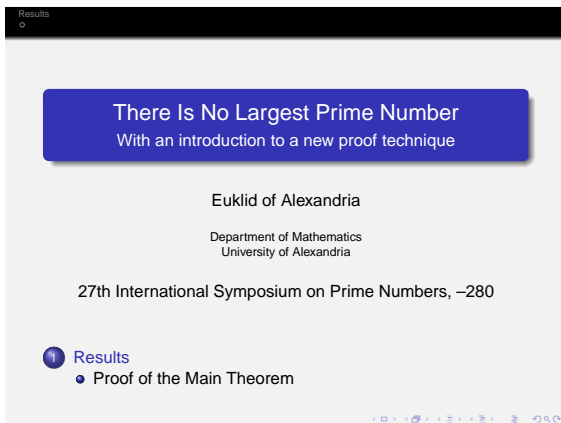 Results
There Is No Largest Prime Number
With an introduction to a new proof technique
Euklid of Alexandria
Department of Mathematics
University of Alexandria
27th International Symposium on Prime Numbers, –280
1 Results
Proof of the Main Theorem